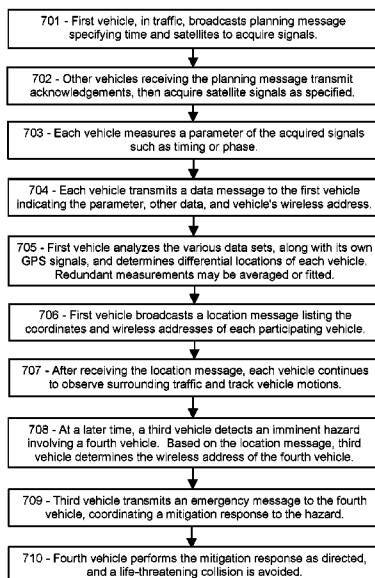 701 - First vehicle, in traffic, broadcasts planning message
specifying time and satellites to acquire signals.
702 - Other vehicles receiving the planning message transmit
acknowledgements, then acquire satellite signals as specified.
703 - Each vehicle measures a parameter of the acquired signals
such as timing or phase.
704 - Each vehicle transmits a data message to the first vehicle
indicating the parameter, other data, and vehicle's wireless address.
705 - First vehicle analyzes the various data sets, along with its own
GPS signals, and determines differential locations of each vehicle.
Redundant measurements may be averaged or fitted.
706 - First vehicle broadcasts a location message listing the
coordinates and wireless addresses of each participating vehicle.
707 - After receiving the location message, each vehicle continues
to observe surrounding traffic and track vehicle motions.
708 - At a later time, a third vehicle detects an imminent hazard
involving a fourth vehicle. Based on the location message, third
vehicle determines the wireless address of the fourth vehicle.
709 - Third vehicle transmits an emergency message to the fourth
vehicle, coordinating a mitigation response to the hazard.
710 - Fourth vehicle performs the mitigation response as directed,
and a life-threatening collision is avoided.